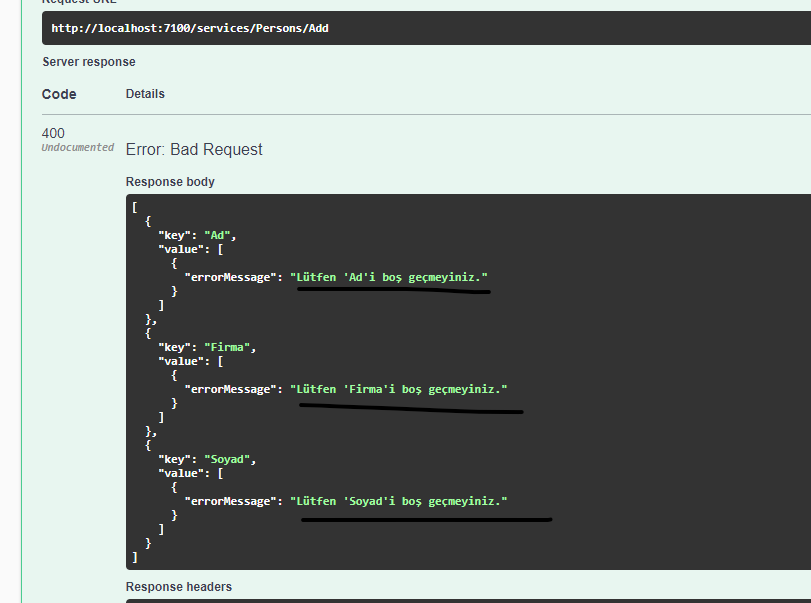 Request URL
http://localhost:7100/services/Persons/Add
Server response
Code Details
400 Undocumented Error: Bad Request
Response body
[
{
"key": "Ad",
"value": [
{
"errorMessage": "Lütfen 'Ad'i boş geçmeyiniz."
}
]
},
{
"key": "Firma",
"value": [
{
"errorMessage": "Lütfen 'Firma'i boş geçmeyiniz."
}
]
},
{
"key": "Soyad",
"value": [
{
"errorMessage": "Lütfen 'Soyad'i boş geçmeyiniz."
}
]
}
]
Response headers